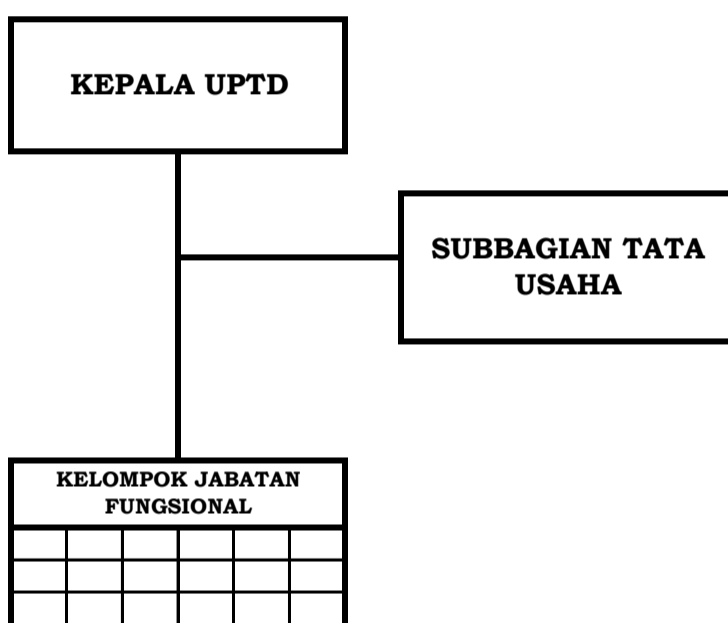 KEPALA UPTD
SUBBAGIAN TATA
USAHA
KELOMPOK JABATAN
FUNGSIONAL